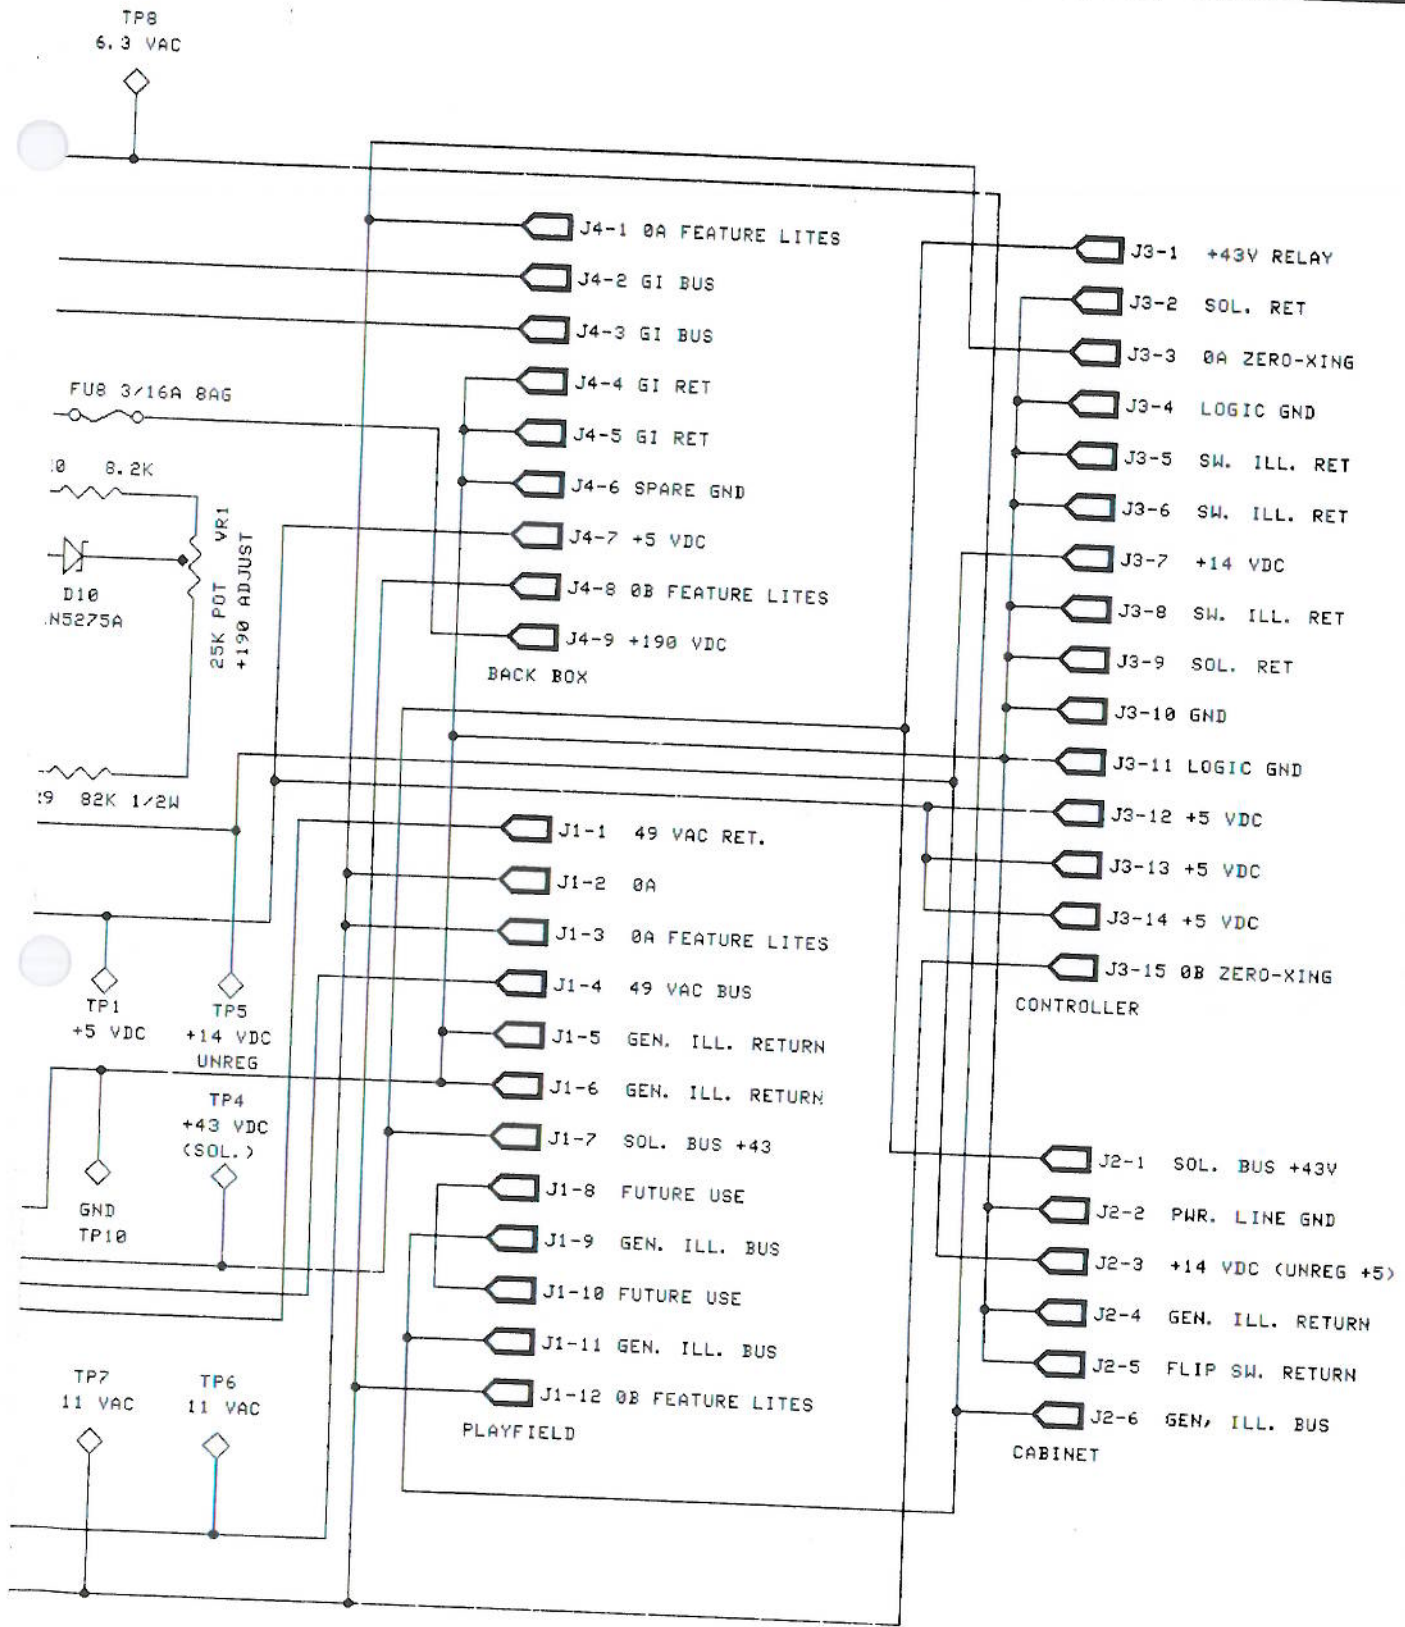 TP8
6.3 VAC
J4-1 0A FEATURE LITES
J4-2 GI BUS
J4-3 GI BUS
J4-4 GI RET
J4-5 GI RET
J4-6 SPARE GND
J4-7 +5 VDC
J4-8 0B FEATURE LITES
J4-9 +190 VDC
BACK BOX
FU8 3/16A 8AG
0 8.2K
D10
N5275A
25K POT VR1
+190 ADJUST
9 82K 1/2W
J3-1 +43V RELAY
J3-2 SOL. RET
J3-3 0A ZERO-XING
J3-4 LOGIC GND
J3-5 SW. ILL. RET
J3-6 SW. ILL. RET
J3-7 +14 VDC
J3-8 SW. ILL. RET
J3-9 SOL. RET
J3-10 GND
J3-11 LOGIC GND
J3-12 +5 VDC
J3-13 +5 VDC
J3-14 +5 VDC
J3-15 0B ZERO-XING
CONTROLLER
J1-1 49 VAC RET.
J1-2 0A
J1-3 0A FEATURE LITES
J1-4 49 VAC BUS
J1-5 GEN. ILL. RETURN
J1-6 GEN. ILL. RETURN
J1-7 SOL. BUS +43
J1-8 FUTURE USE
J1-9 GEN. ILL. BUS
J1-10 FUTURE USE
J1-11 GEN. ILL. BUS
J1-12 0B FEATURE LITES
PLAYFIELD
TP1
+5 VDC
TP5
+14 VDC
UNREG
TP4
+43 VDC
(SOL.)
GND
TP10
TP7
11 VAC
TP6
11 VAC
J2-1 SOL. BUS +43V
J2-2 PWR. LINE GND
J2-3 +14 VDC (UNREG +5)
J2-4 GEN. ILL. RETURN
J2-5 FLIP SW. RETURN
J2-6 GEN, ILL. BUS
CABINET